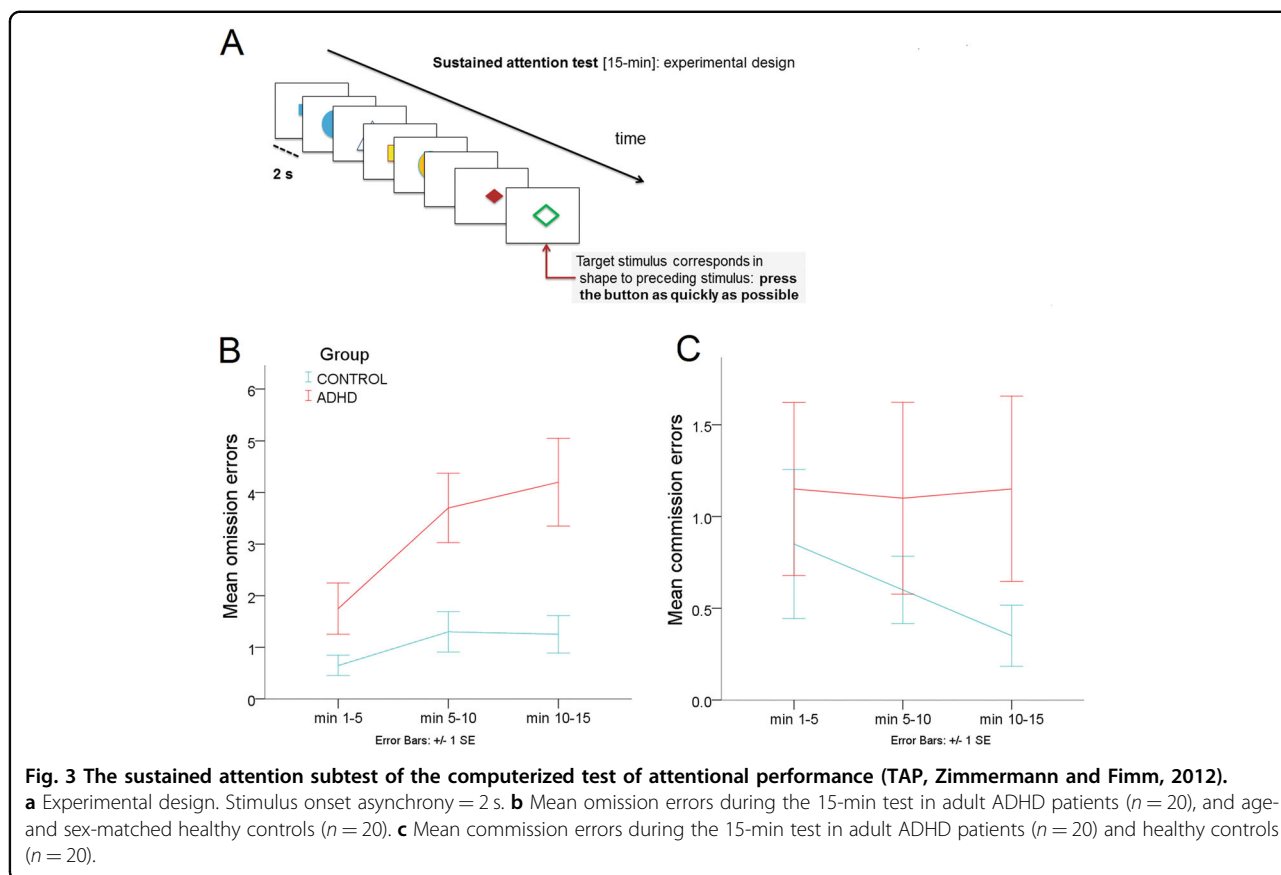 A
Sustained attention test [15-min]: experimental design
time
2 s
Target stimulus corresponds in
shape to preceding stimulus: press
the button as quickly as possible
B
Group
CONTROL
ADHD
Mean omission errors
6
5
4
3
2
1
0
min 1-5
min 5-10
min 10-15
Error Bars: +/- 1 SE
C
Mean commission errors
1.5
1.0
0.5
0.0
min 1-5
min 5-10
min 10-15
Error Bars: +/- 1 SE
Fig. 3 The sustained attention subtest of the computerized test of attentional performance (TAP, Zimmermann and Fimm, 2012).
a Experimental design. Stimulus onset asynchrony = 2 s. b Mean omission errors during the 15-min test in adult ADHD patients (n = 20), and age-
and sex-matched healthy controls (n = 20). c Mean commission errors during the 15-min test in adult ADHD patients (n = 20) and healthy controls
(n = 20).